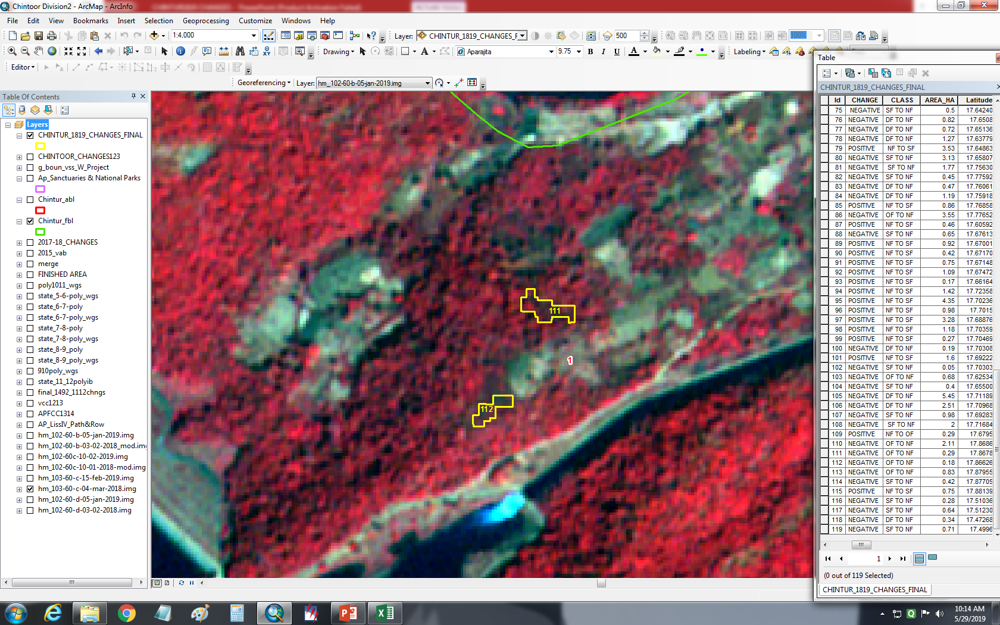 Chintoor Division2 - ArcMap - ArcInfo
File Edit View Bookmarks Insert Selection Geoprocessing Customize Windows Help
1:4,000
Layer: CHINTUR_1819_CHANGES_F
500
100%
Drawing
Aparajita
9.75
B I U A
Labeling
Editor
Georeferencing Layer: hm_102-60-b-05-jan-2019.img
Table Of Contents
Layers
CHINTUR_1819_CHANGES_FINAL
CHINTOOR_CHANGES123
g_boun_vss_W_Project
Ap_Sanctuaries & National Parks
Chintur_abl
Chintur_fbl
2017-18_CHANGES
2015_vab
merge
FINISHED AREA
poly1011_wgs
state_5-6-poly_wgs
state_6-7-poly
state_6-7-poly_wgs
state_7-8-poly
state_7-8-poly_wgs
state_8-9_poly
state_8-9_poly_wgs
910poly_wgs
state_11_12polyib
final_1492_1112chngs
vcc1213
APFCC1314
AP_LissIV_Path&Row
hm_102-60-b-05-jan-2019.img
hm_102-60-b-03-02-2018_mod.im
hm_102-60c-10-02-2019.img
hm_102-60c-10-01-2018-mod.img
hm_103-60-c-15-feb-2019.img
hm_103-60-c-04-mar-2018.img
hm_102-60-d-05-jan-2019.img
hm_102-60-d-03-02-2018.img
111
1
112
Table
CHINTUR_1819_CHANGES_FINAL
Id CHANGE CLASS AREA_HA Latitude
75 NEGATIVE SF TO NF 0.5 17.64240
76 NEGATIVE DF TO NF 0.82 17.6508
77 NEGATIVE DF TO NF 0.72 17.65136
78 NEGATIVE DF TO NF 1.27 17.63779
79 POSITIVE NF TO SF 3.53 17.64863
80 NEGATIVE SF TO NF 3.13 17.65807
81 NEGATIVE SF TO NF 1.77 17.75630
82 NEGATIVE SF TO NF 0.45 17.77592
83 NEGATIVE DF TO NF 0.47 17.76061
84 NEGATIVE DF TO NF 1.19 17.75918
85 POSITIVE NF TO SF 0.86 17.76858
86 NEGATIVE OF TO NF 3.55 17.77652
87 POSITIVE NF TO SF 0.46 17.60592
88 NEGATIVE SF TO NF 0.65 17.67613
89 POSITIVE NF TO SF 0.92 17.67001
90 POSITIVE NF TO SF 0.42 17.67170
91 POSITIVE NF TO SF 0.75 17.67148
92 POSITIVE NF TO SF 1.09 17.67472
93 POSITIVE NF TO SF 0.17 17.66164
94 POSITIVE NF TO SF 1.42 17.72358
95 POSITIVE NF TO SF 4.35 17.70236
96 POSITIVE NF TO SF 0.98 17.7015
97 POSITIVE NF TO SF 3.28 17.68876
98 POSITIVE NF TO SF 1.18 17.70359
99 POSITIVE NF TO SF 0.27 17.70469
100 NEGATIVE DF TO NF 0.19 17.70308
101 POSITIVE NF TO SF 1.6 17.69222
102 NEGATIVE SF TO NF 0.05 17.70303
103 NEGATIVE OF TO NF 0.68 17.62534
104 NEGATIVE SF TO NF 0.4 17.65500
105 NEGATIVE DF TO NF 5.45 17.71189
106 NEGATIVE DF TO NF 2.51 17.70968
107 NEGATIVE SF TO NF 0.98 17.69283
108 NEGATIVE SF TO NF 2 17.71684
109 POSITIVE NF TO OF 0.29 17.6795
110 NEGATIVE OF TO NF 2.11 17.8686
111 NEGATIVE OF TO NF 0.29 17.8678
112 NEGATIVE OF TO NF 0.18 17.86626
113 NEGATIVE OF TO NF 0.83 17.87955
114 NEGATIVE SF TO NF 0.42 17.87705
115 POSITIVE NF TO SF 0.75 17.88139
116 NEGATIVE SF TO NF 0.28 17.51036
117 NEGATIVE SF TO NF 0.64 17.51230
118 NEGATIVE DF TO NF 0.34 17.47268
119 NEGATIVE SF TO NF 0.71 17.4996
1
(0 out of 119 Selected)
CHINTUR_1819_CHANGES_FINAL
10:14 AM
5/29/2019